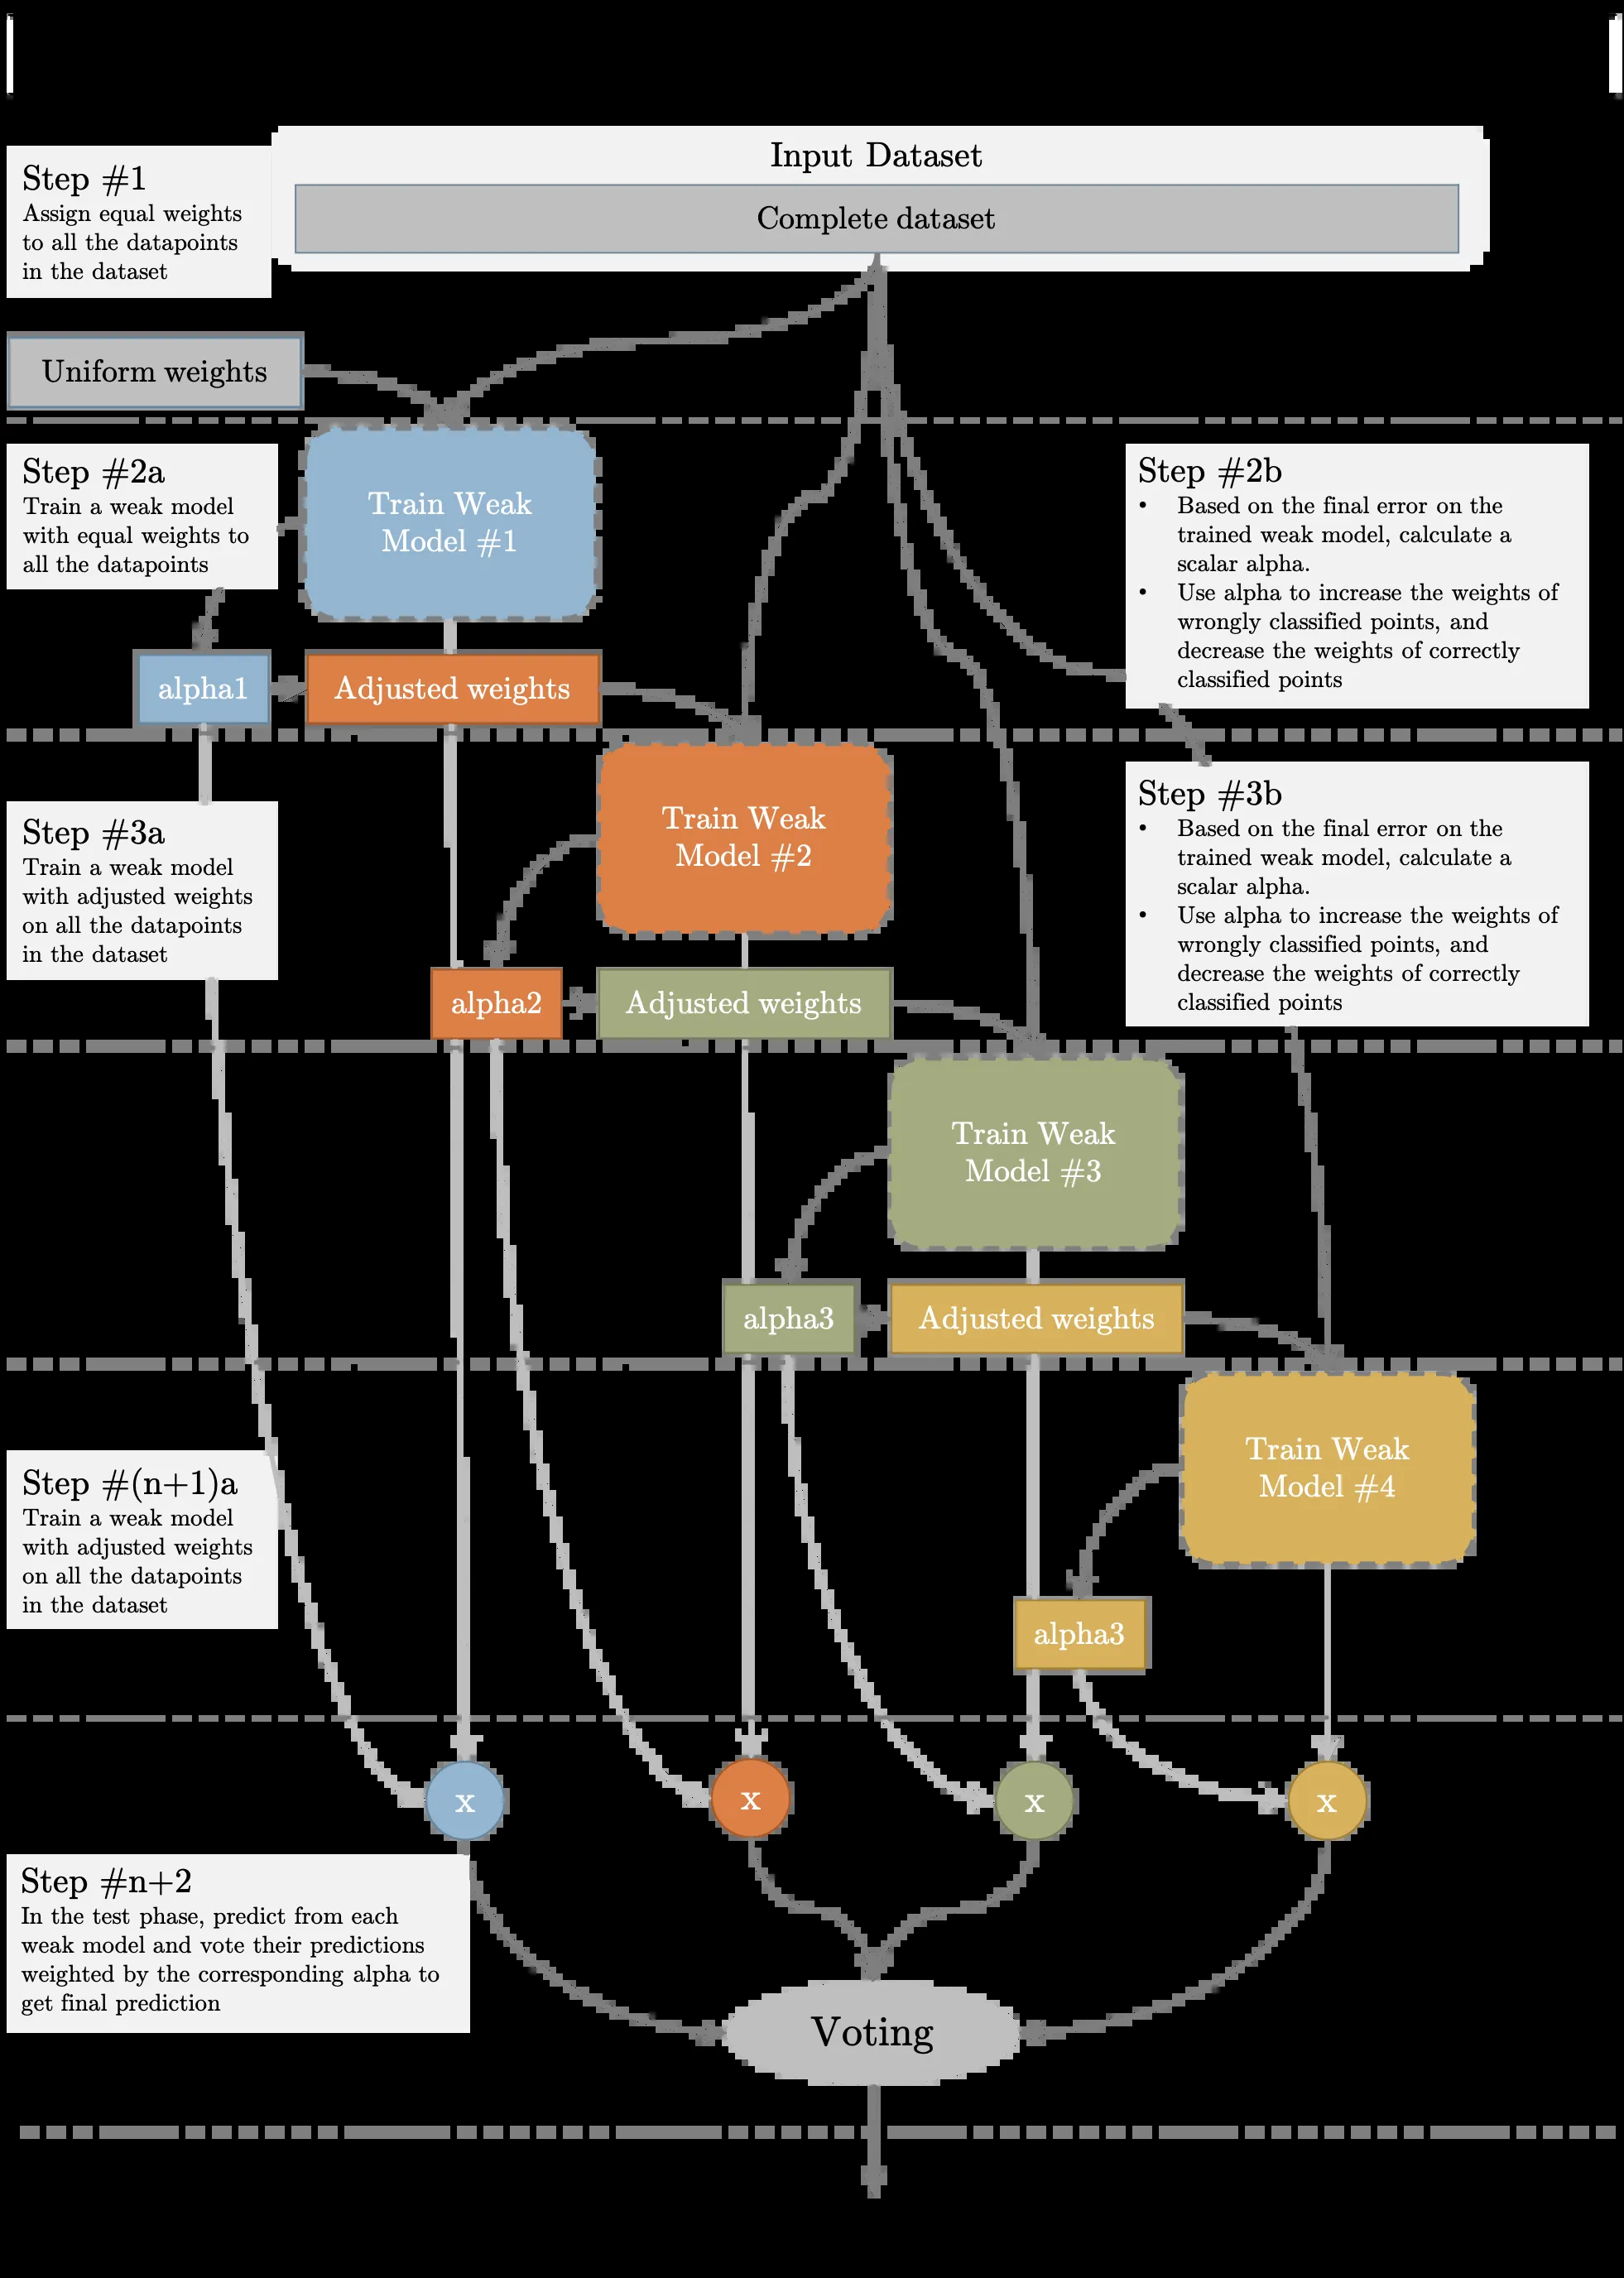 Input Dataset
Complete dataset
Step #1
Assign equal weights
to all the datapoints
in the dataset
Uniform weights
Step #2a
Train a weak model
with equal weights to
all the datapoints
Train Weak
Model #1
Step #2b
• Based on the final error on the
trained weak model, calculate a
scalar alpha.
• Use alpha to increase the weights of
wrongly classified points, and
decrease the weights of correctly
classified points
alpha1
Adjusted weights
Step #3a
Train a weak model
with adjusted weights
on all the datapoints
in the dataset
Train Weak
Model #2
Step #3b
• Based on the final error on the
trained weak model, calculate a
scalar alpha.
• Use alpha to increase the weights of
wrongly classified points, and
decrease the weights of correctly
classified points
alpha2
Adjusted weights
Train Weak
Model #3
alpha3
Adjusted weights
Step #(n+1)a
Train a weak model
with adjusted weights
on all the datapoints
in the dataset
Train Weak
Model #4
alpha3
x
x
x
x
Step #n+2
In the test phase, predict from each
weak model and vote their predictions
weighted by the corresponding alpha to
get final prediction
Voting